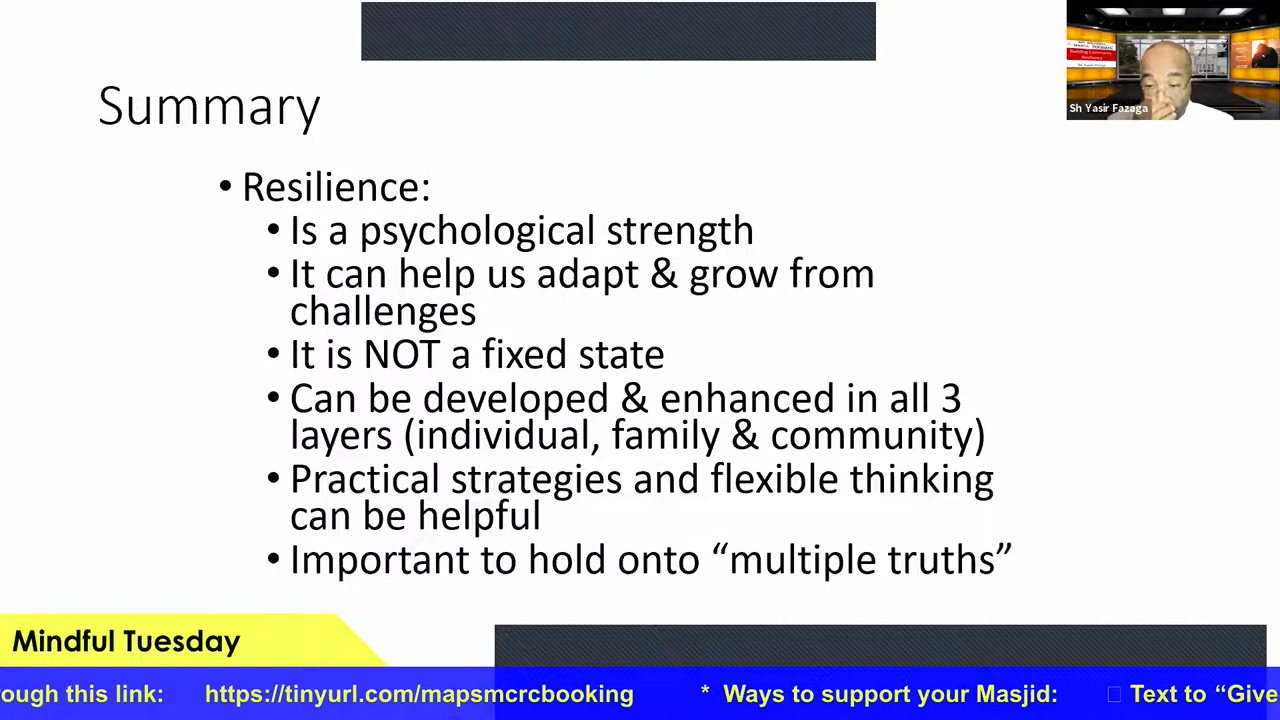 Summary
• Resilience:
• Is a psychological strength
• It can help us adapt & grow from
challenges
• It is NOT a fixed state
• Can be developed & enhanced in all 3
layers (individual, family & community)
• Practical strategies and flexible thinking
can be helpful
• Important to hold onto “multiple truths”
Building Community
Resiliency
Sh Yasir Fazaga
Mindful Tuesday
ough this link: https://tinyurl.com/mapsmcrcbooking * Ways to support your Masjid: Text to “Give